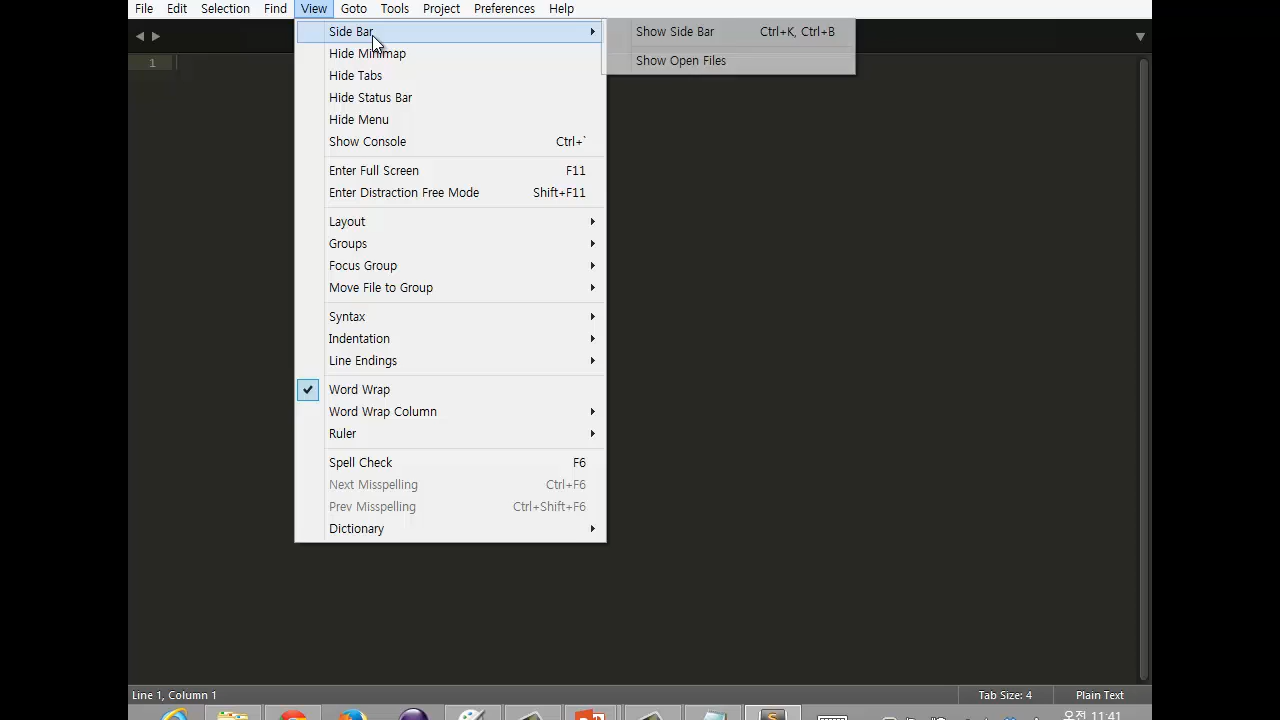 File Edit Selection Find View Goto Tools Project Preferences Help
Side Bar
Show Side Bar Ctrl+K, Ctrl+B
Hide Minimap
Show Open Files
1
Hide Tabs
Hide Status Bar
Hide Menu
Show Console Ctrl+`
Enter Full Screen F11
Enter Distraction Free Mode Shift+F11
Layout
Groups
Focus Group
Move File to Group
Syntax
Indentation
Line Endings
Word Wrap
Word Wrap Column
Ruler
Spell Check F6
Next Misspelling Ctrl+F6
Prev Misspelling Ctrl+Shift+F6
Dictionary
Line 1, Column 1 Tab Size: 4 Plain Text
오전 11:41